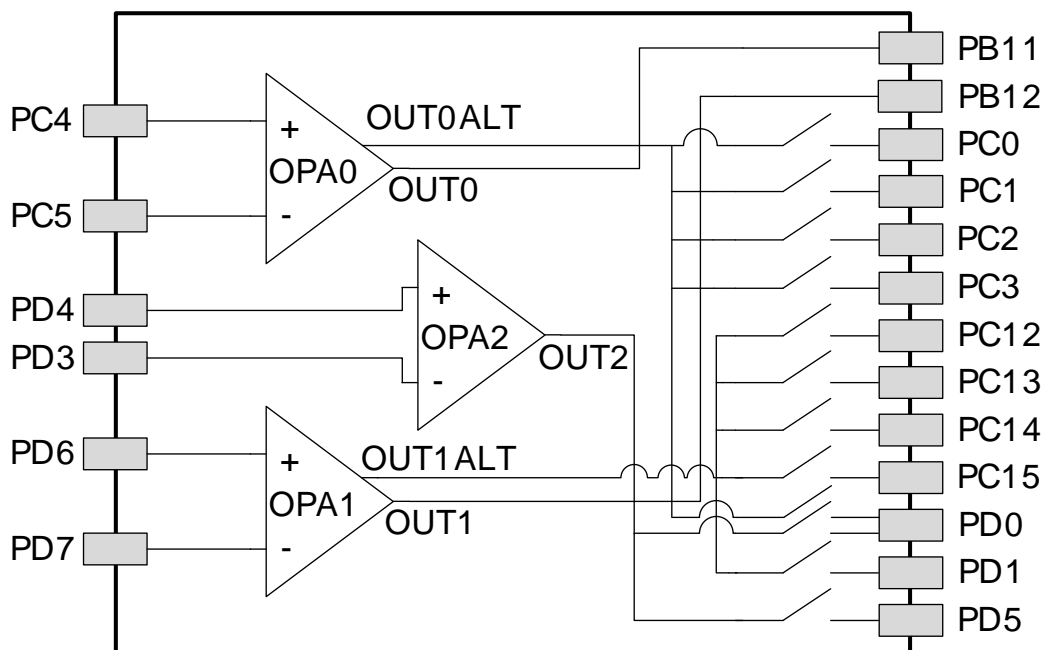 PB11
PB12
PC4
+
OUT0ALT
PC0
OPA0
OUT0
PC1
PC5
-
PC2
PC3
PD4
+
PC12
OPA2
OUT2
PD3
-
PC13
PC14
PD6
+
OUT1ALT
PC15
OPA1
OUT1
PD0
PD7
-
PD1
PD5